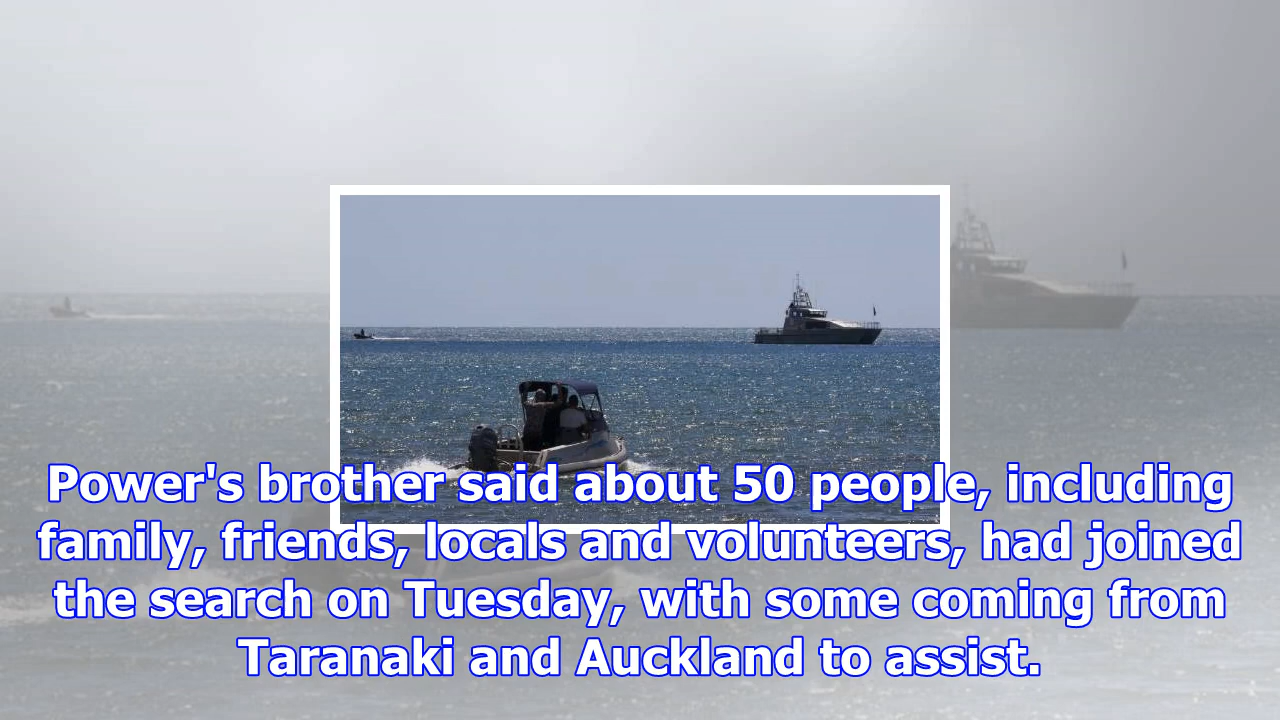 Power's brother said about 50 people, including
family, friends, locals and volunteers, had joined
the search on Tuesday, with some coming from
Taranaki and Auckland to assist.